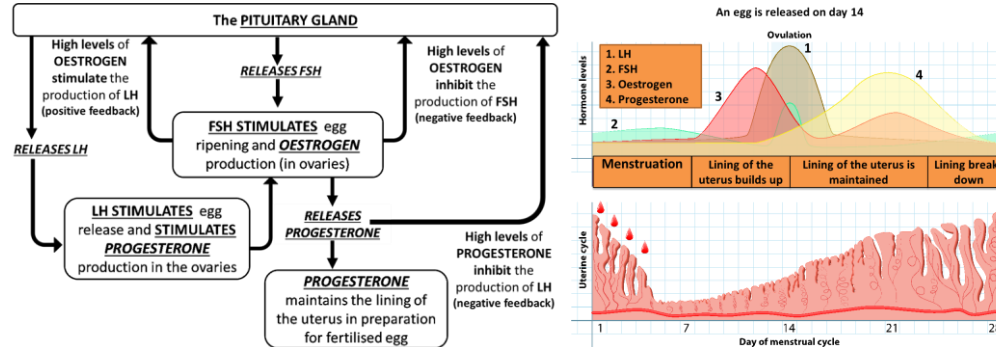 The PITUITARY GLAND
High levels of
OESTROGEN
stimulate the
production of LH
(positive feedback)
RELEASES FSH
High levels of
OESTROGEN
inhibit the
production of FSH
(negative feedback)
RELEASES LH
FSH STIMULATES egg
ripening and OESTROGEN
production (in ovaries)
LH STIMULATES egg
release and STIMULATES
PROGESTERONE
production in the ovaries
RELEASES
PROGESTERONE
High levels of
PROGESTERONE
inhibit the
production of LH
(negative feedback)
PROGESTERONE
maintains the lining of
the uterus in preparation
for fertilised egg
An egg is released on day 14
Ovulation
Hormone levels
1. LH
2. FSH
3. Oestrogen
4. Progesterone
1
2
3
4
Menstruation
Lining of the
uterus builds up
Lining of the uterus is
maintained
Lining break
down
Uterine cycle
1 7 14 21 28
Day of menstrual cycle